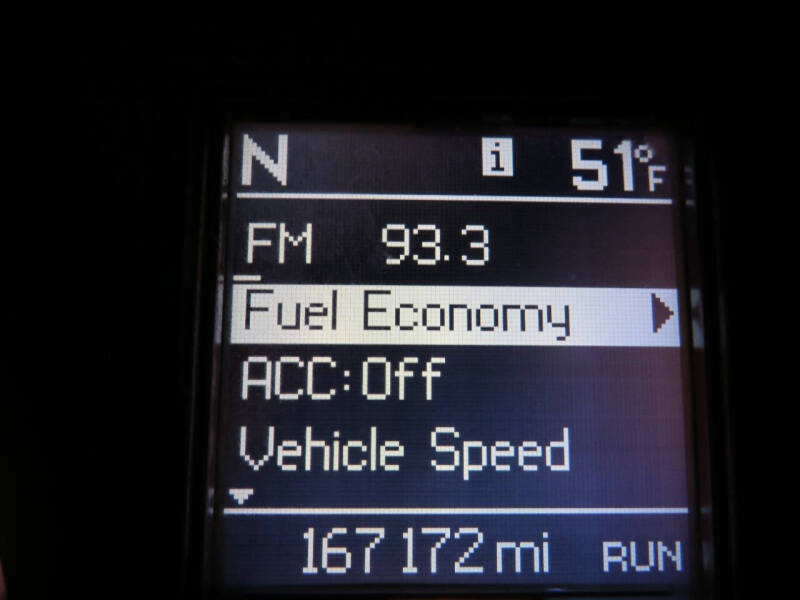 N i 51°F
FM 93.3
Fuel Economy
ACC:Off
Vehicle Speed
167172 mi RUN